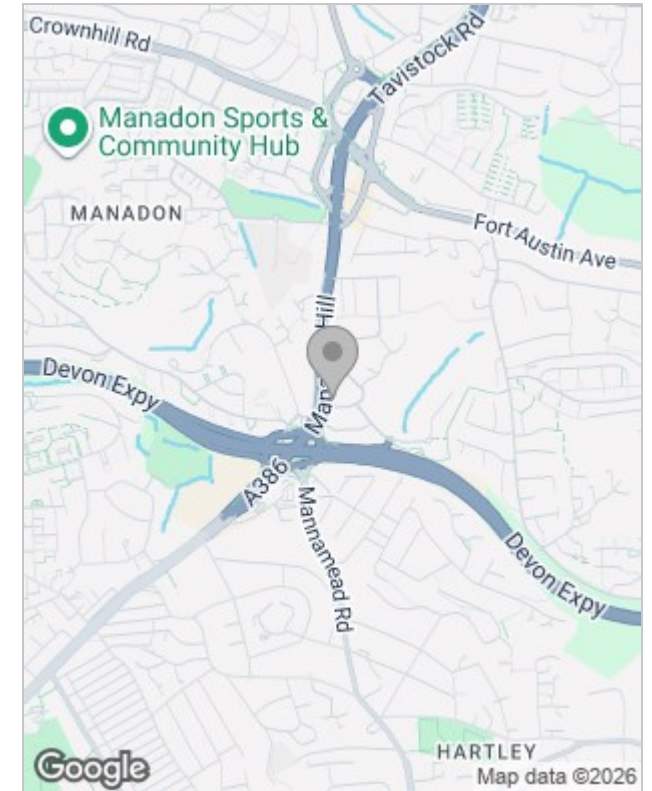 Crownhill Rd
Tavistock Rd
Manadon Sports &
Community Hub
MANADON
Fort Austin Ave
Hill
Devon Expy
A386
Mannamead Rd
Devon Expy
HARTLEY
Google
Map data ©2026